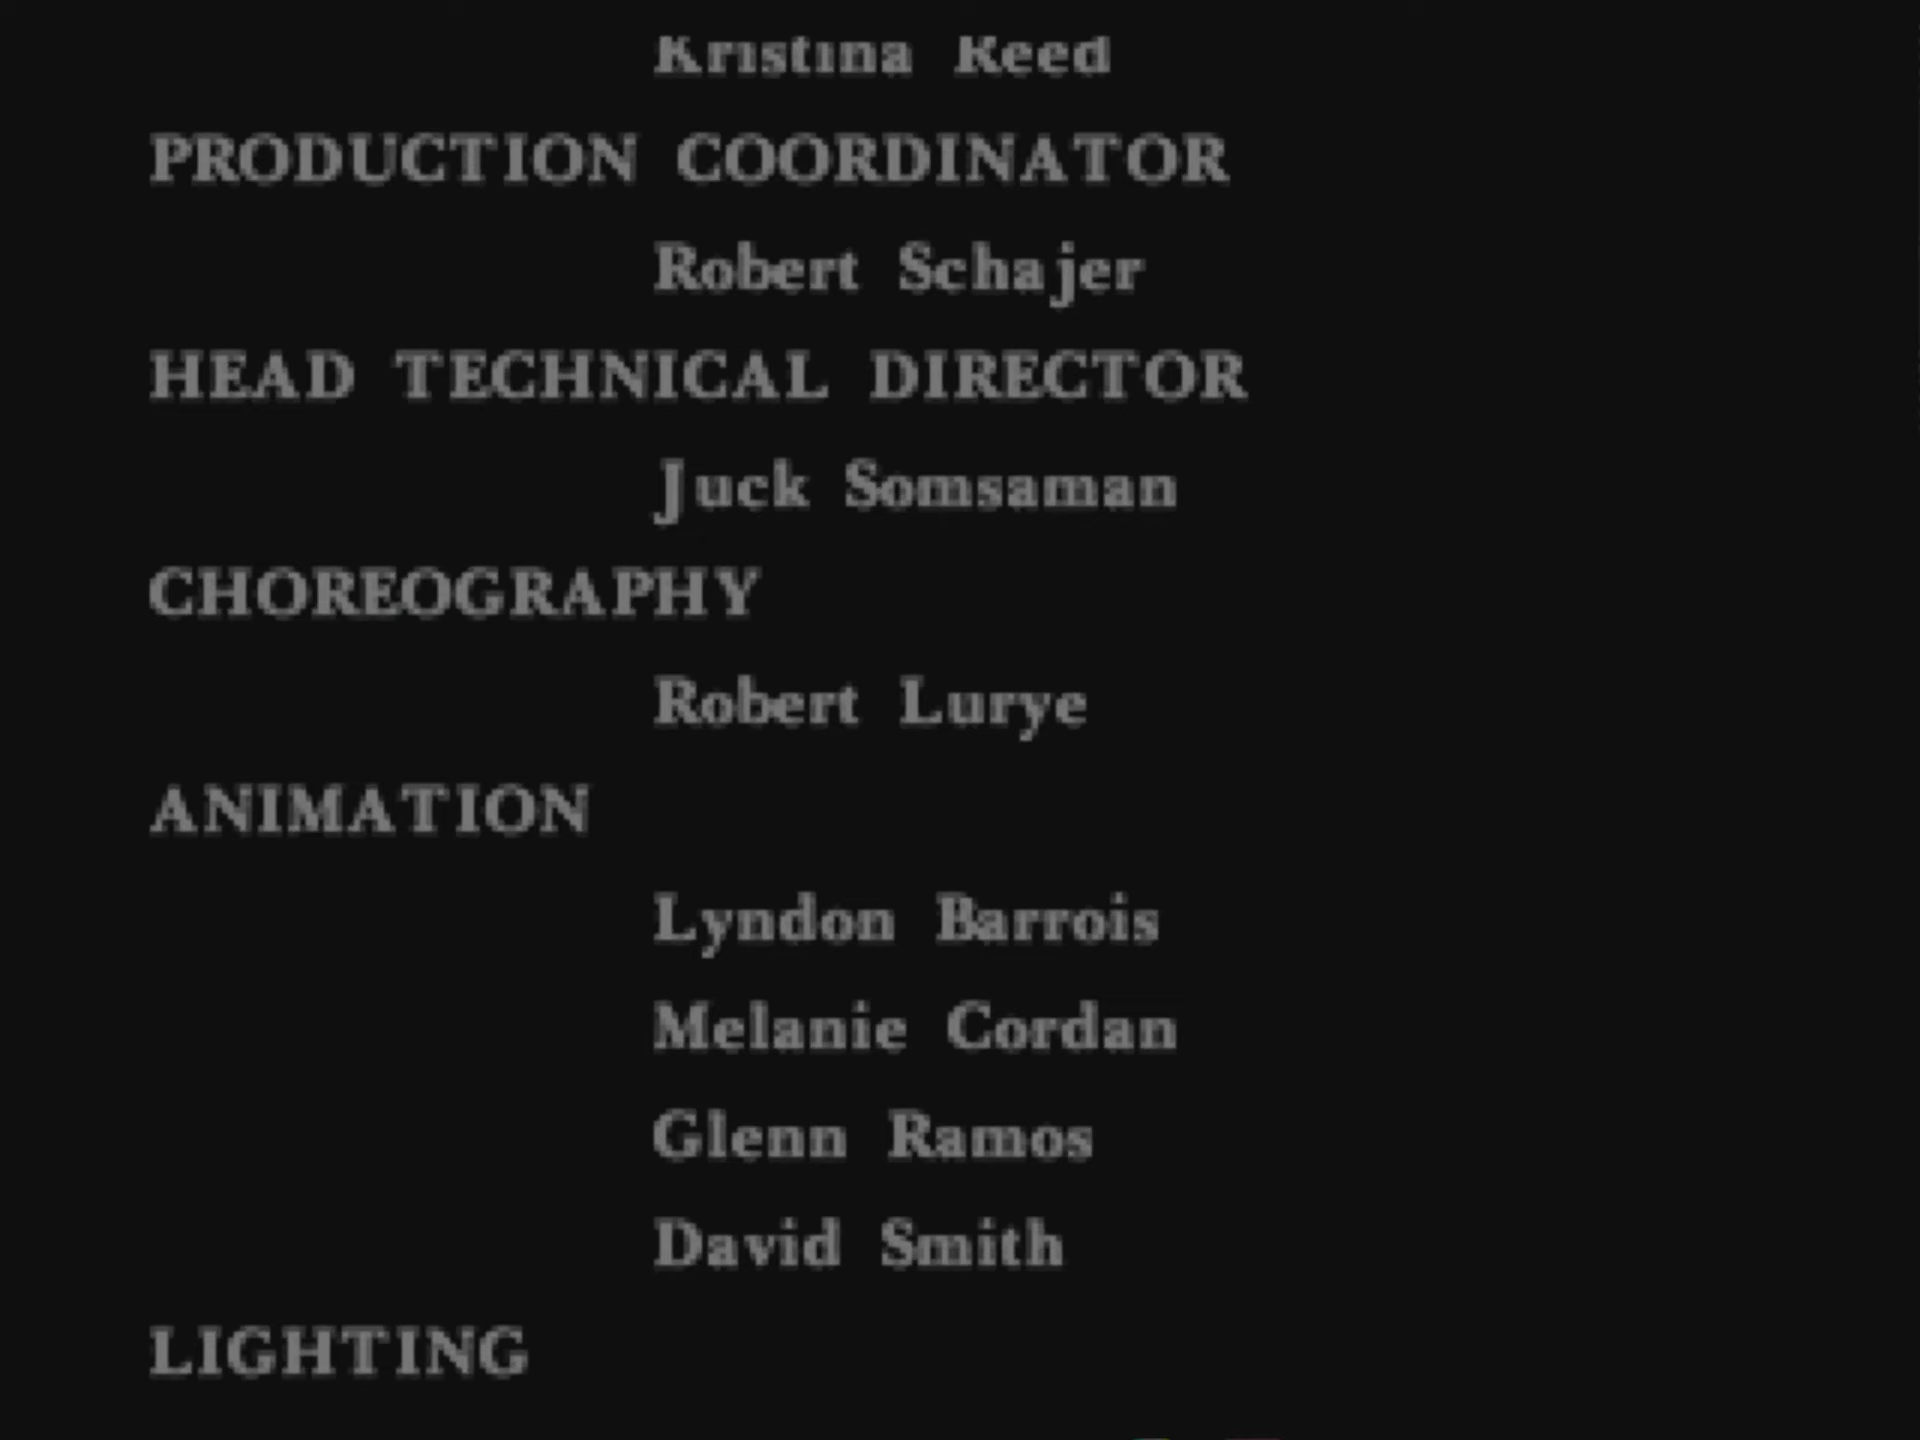 Kristina Reed
PRODUCTION COORDINATOR
Robert Schajer
HEAD TECHNICAL DIRECTOR
Juck Somsaman
CHOREOGRAPHY
Robert Lurye
ANIMATION
Lyndon Barrois
Melanie Cordan
Glenn Ramos
David Smith
LIGHTING